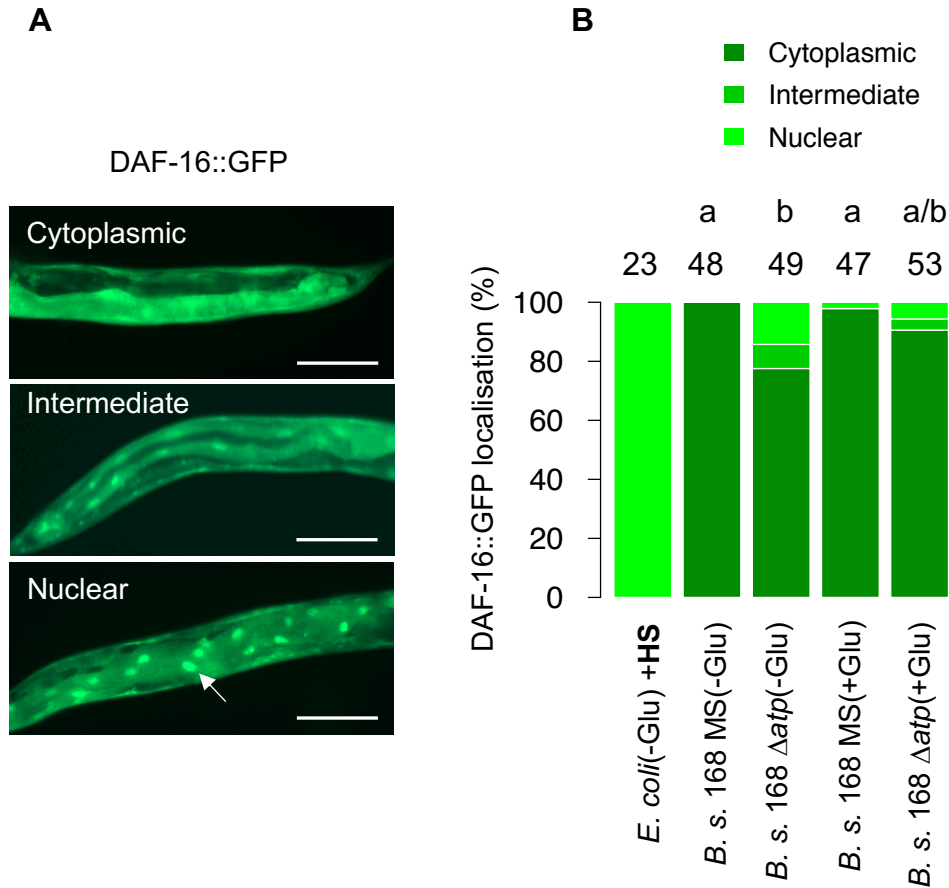 A
DAF-16::GFP
Cytoplasmic
Intermediate
Nuclear
B
Cytoplasmic
Intermediate
Nuclear
a b a a/b
23 48 49 47 53
DAF-16::GFP localisation (%)
100
80
60
40
20
0
E. coli(-Glu) +HS
B. s. 168 MS(-Glu)
B. s. 168 Δatp(-Glu)
B. s. 168 MS(+Glu)
B. s. 168 Δatp(+Glu)